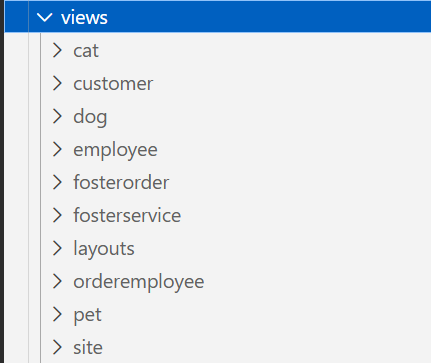 views
cat
customer
dog
employee
fosterorder
fosterservice
layouts
orderemployee
pet
site